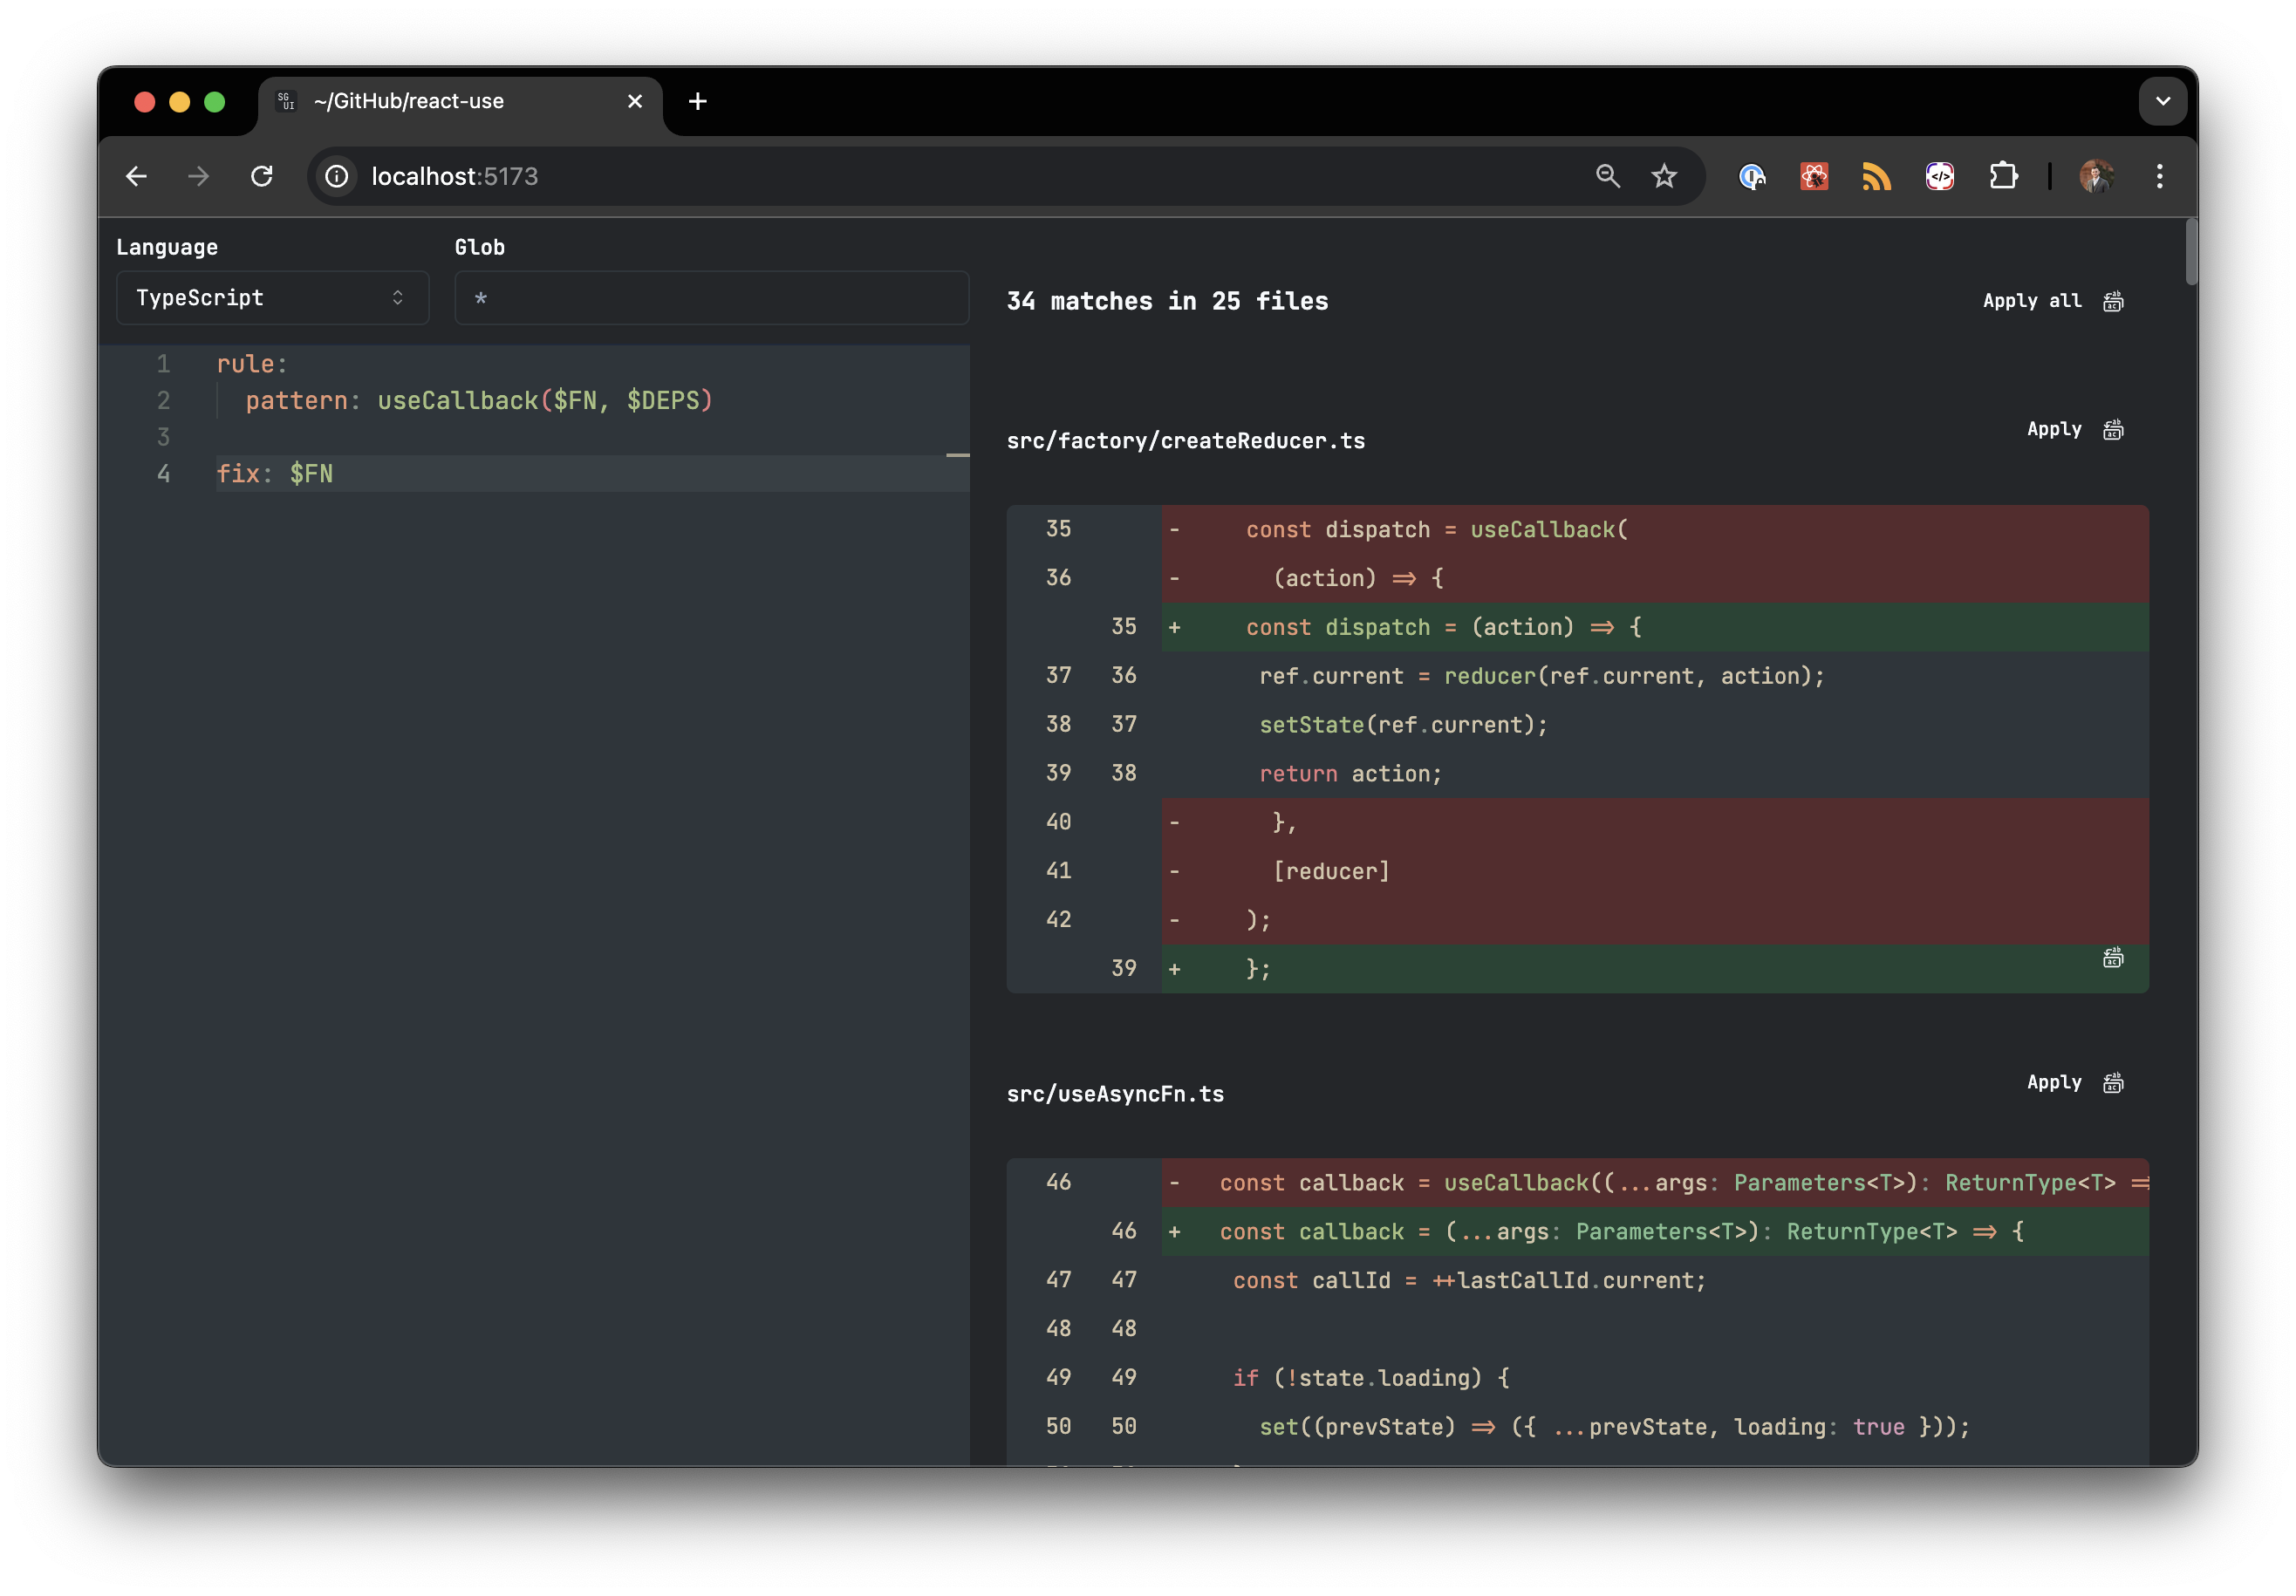 SG UI
~/GitHub/react-use
localhost:5173
Language
Glob
TypeScript
*
1 rule:
2 pattern: useCallback($FN, $DEPS)
3
4 fix: $FN
34 matches in 25 files
Apply all
src/factory/createReducer.ts
Apply
35 - const dispatch = useCallback(
36 - (action) => {
35 + const dispatch = (action) => {
37 36 ref.current = reducer(ref.current, action);
38 37 setState(ref.current);
39 38 return action;
40 - },
41 - [reducer]
42 - );
39 + };
src/useAsyncFn.ts
Apply
46 - const callback = useCallback((...args: Parameters<T>): ReturnType<T> =>
46 + const callback = (...args: Parameters<T>): ReturnType<T> => {
47 47 const callId = ++lastCallId.current;
48 48
49 49 if (!state.loading) {
50 50 set((prevState) => ({ ...prevState, loading: true }));